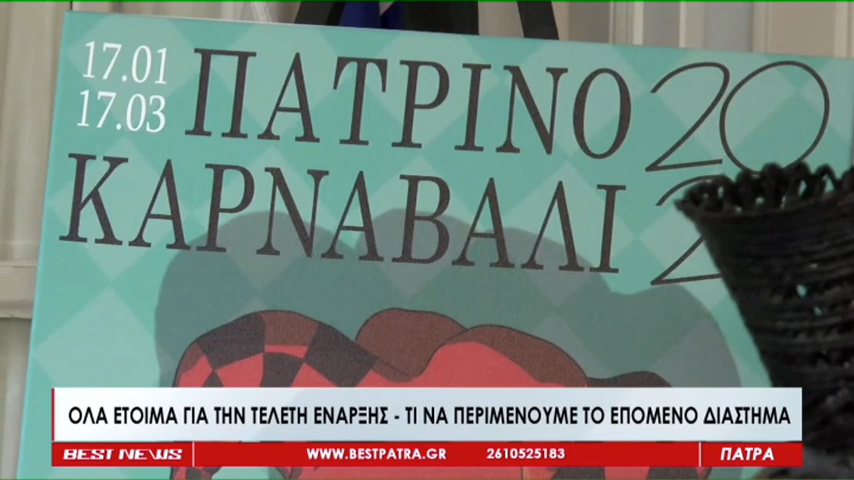 17.01
17.03
ΠΑΤΡΙΝΟ 20
ΚΑΡΝΑΒΑΛΙ
ΟΛΑ ΕΤΟΙΜΑ ΓΙΑ ΤΗΝ ΤΕΛΕΤΗ ΕΝΑΡΞΗΣ - ΤΙ ΝΑ ΠΕΡΙΜΕΝΟΥΜΕ ΤΟ ΕΠΟΜΕΝΟ ΔΙΑΣΤΗΜΑ
BEST NEWS WWW.BESTPATRA.GR 2610525183 ΠΑΤΡΑ